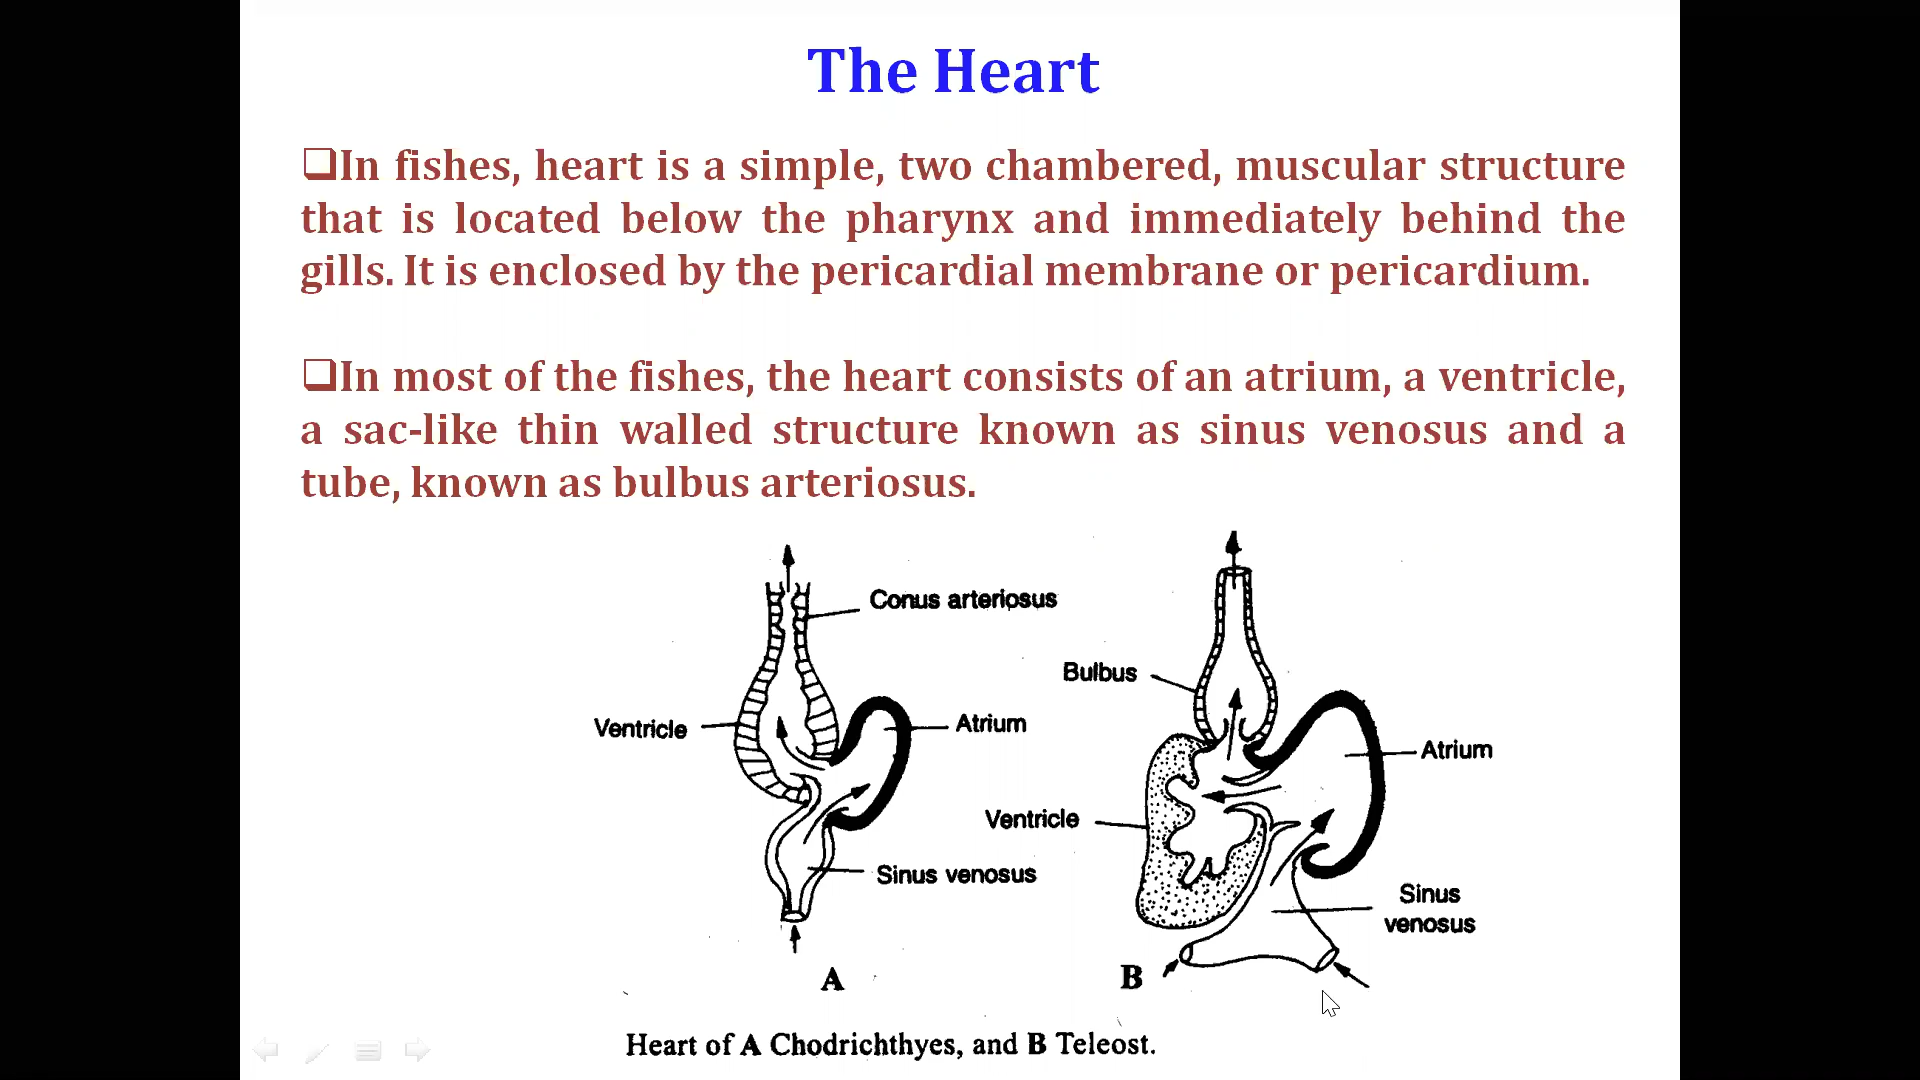 The Heart
❑In fishes, heart is a simple, two chambered, muscular structure
that is located below the pharynx and immediately behind the
gills. It is enclosed by the pericardial membrane or pericardium.
❑In most of the fishes, the heart consists of an atrium, a ventricle,
a sac-like thin walled structure known as sinus venosus and a
tube, known as bulbus arteriosus.
Conus arteriosus
Ventricle
Atrium
Sinus venosus
A
Bulbus
Atrium
Ventricle
Sinus
venosus
B
Heart of A Chodrichthyes, and B Teleost.